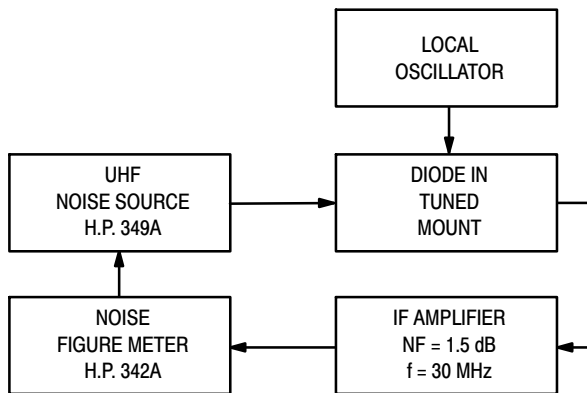 LOCAL
OSCILLATOR
UHF
NOISE SOURCE
H.P. 349A
DIODE IN
TUNED
MOUNT
NOISE
FIGURE METER
H.P. 342A
IF AMPLIFIER
NF = 1.5 dB
f = 30 MHz